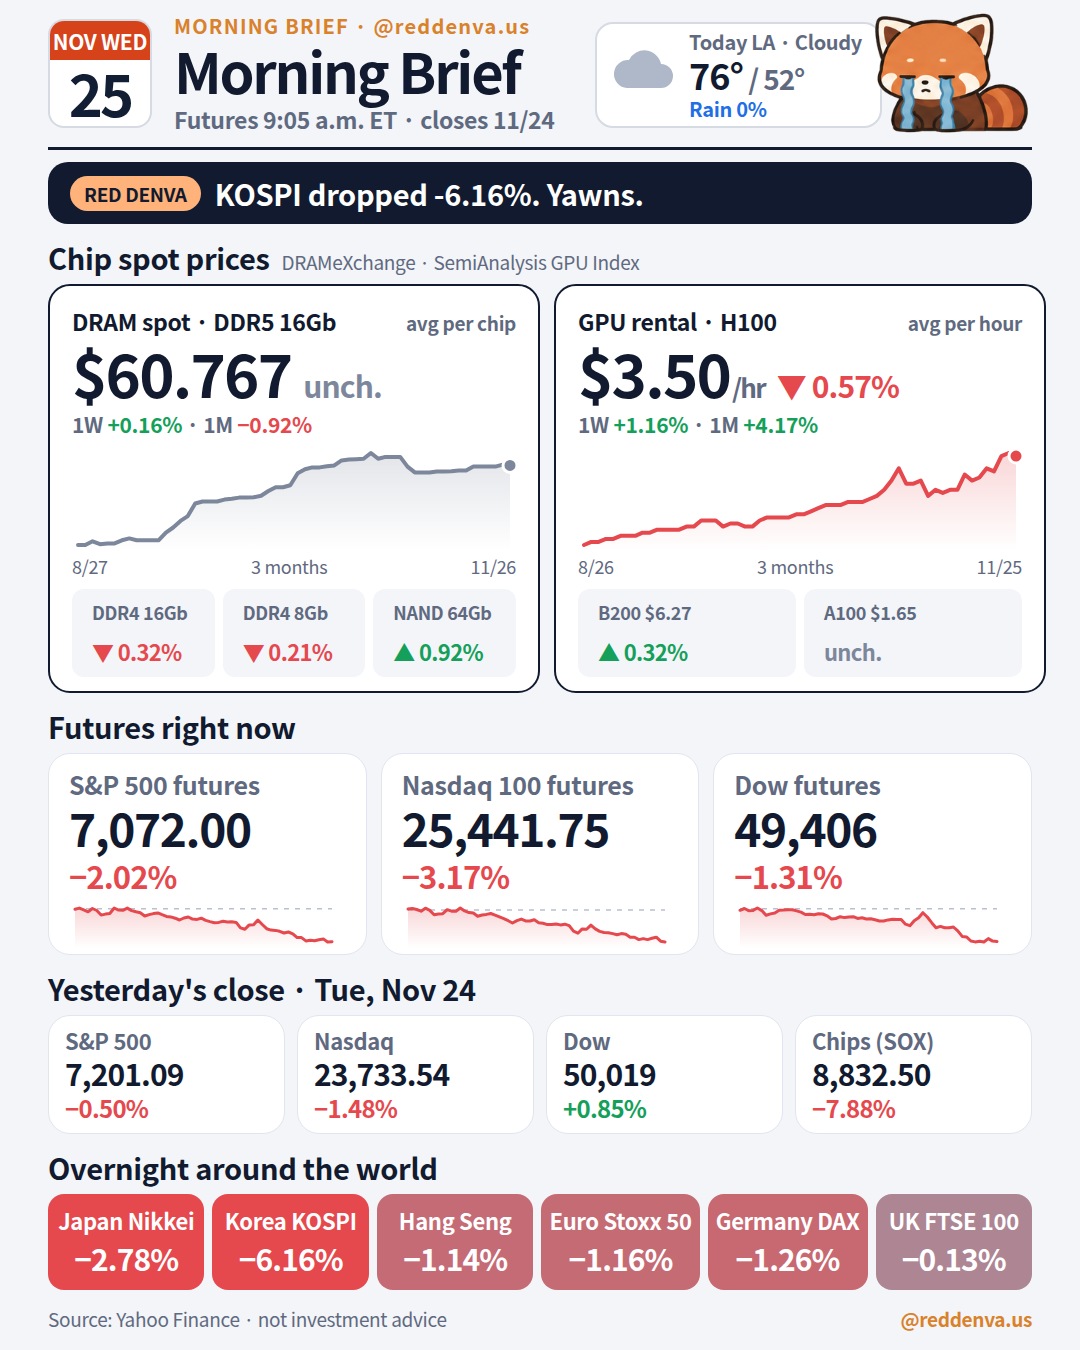 NOV WED
25
MORNING BRIEF · @reddenva.us
Morning Brief
Futures 9:05 a.m. ET · closes 11/24
Today LA · Cloudy
76° / 52°
Rain 0%
RED DENVA KOSPI dropped -6.16%. Yawns.
Chip spot prices DRAMeXchange · SemiAnalysis GPU Index
DRAM spot · DDR5 16Gb avg per chip
$60.767 unch.
1W +0.16% · 1M −0.92%
8/27 3 months 11/26
DDR4 16Gb
▼ 0.32%
DDR4 8Gb
▼ 0.21%
NAND 64Gb
▲ 0.92%
GPU rental · H100 avg per hour
$3.50/hr ▼ 0.57%
1W +1.16% · 1M +4.17%
8/26 3 months 11/25
B200 $6.27
▲ 0.32%
A100 $1.65
unch.
Futures right now
S&P 500 futures
7,072.00
−2.02%
Nasdaq 100 futures
25,441.75
−3.17%
Dow futures
49,406
−1.31%
Yesterday's close · Tue, Nov 24
S&P 500
7,201.09
−0.50%
Nasdaq
23,733.54
−1.48%
Dow
50,019
+0.85%
Chips (SOX)
8,832.50
−7.88%
Overnight around the world
Japan Nikkei
−2.78%
Korea KOSPI
−6.16%
Hang Seng
−1.14%
Euro Stoxx 50
−1.16%
Germany DAX
−1.26%
UK FTSE 100
−0.13%
Source: Yahoo Finance · not investment advice
@reddenva.us